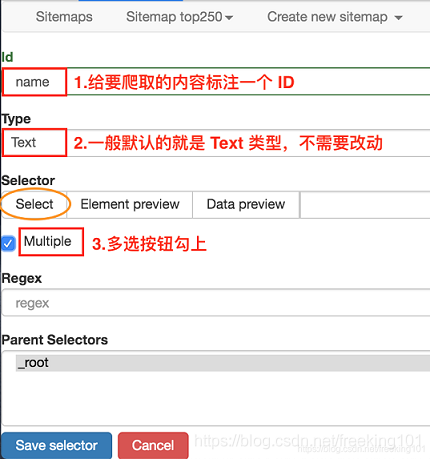 Sitemaps Sitemap top250 Create new sitemap
Id
name 1.给要爬取的内容标注一个 ID
Type
Text 2.一般默认的就是 Text 类型，不需要改动
Selector
Select Element preview Data preview
Multiple 3.多选按钮勾上
Regex
regex
Parent Selectors
_root
Save selector Cancel
https://blog.csdn.net/freeking101